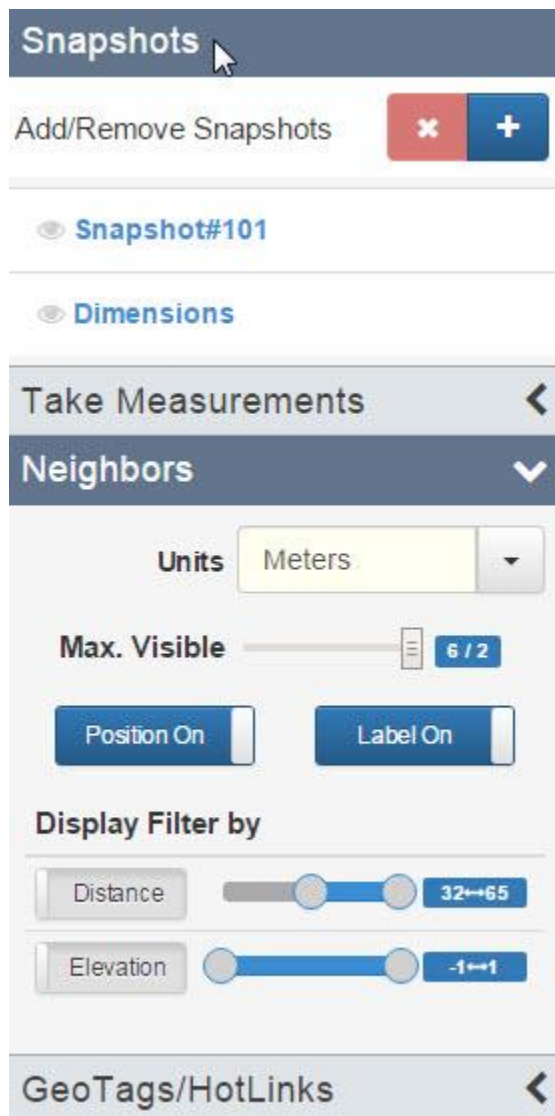 Snapshots
Add/Remove Snapshots
Snapshot#101
Dimensions
Take Measurements
Neighbors
Units Meters
Max. Visible 6 / 2
Position On Label On
Display Filter by
Distance 32↔65
Elevation -1↔1
GeoTags/HotLinks